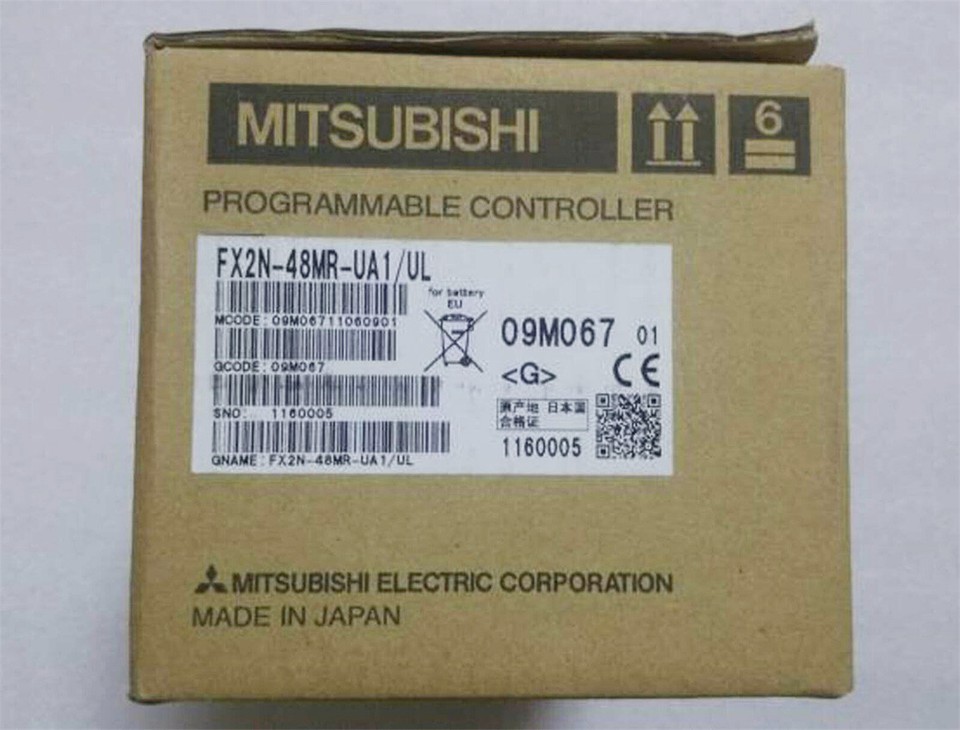 MITSUBISHI
6
PROGRAMMABLE CONTROLLER
FX2N-48MR-UA1/UL
for battery
EU
MCODE: 09M06711060901
09M067 01
GCODE: 09M067
<G>
CE
SNO: 1160005
原产地 日本国
合格证
1160005
GNAME: FX2N-48MR-UA1/UL
MITSUBISHI ELECTRIC CORPORATION
MADE IN JAPAN